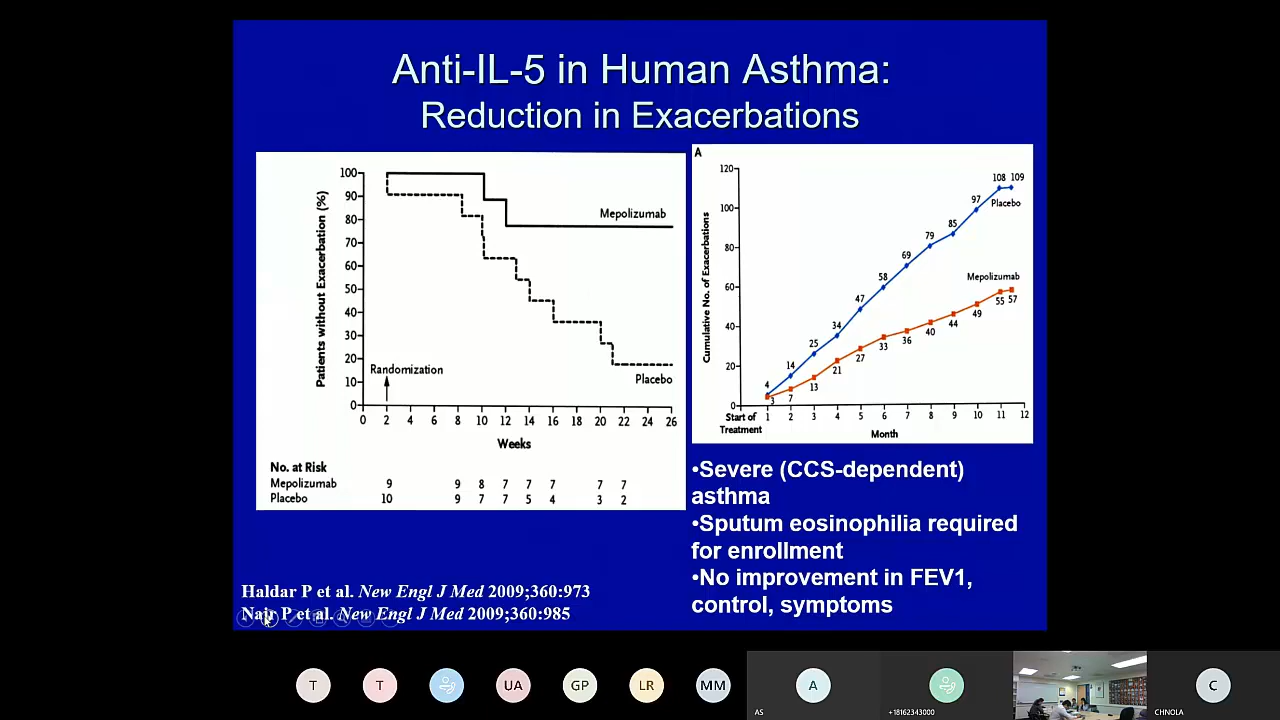 Anti-IL-5 in Human Asthma:
Reduction in Exacerbations
Patients without Exacerbation (%)
100
90
80
70
60
50
40
30
20
10
0
Mepolizumab
Randomization
Placebo
0 2 4 6 8 10 12 14 16 18 20 22 24 26
Weeks
No. at Risk
Mepolizumab 9 9 8 7 7 7 7 7
Placebo 10 9 7 7 5 4 3 2
A
Cumulative No. of Exacerbations
120
100
80
60
40
20
0
4 14 25 34 47 58 69 79 85 97 108 109
Placebo
Mepolizumab
3 7 13 21 27 33 36 40 44 49 55 57
Start of
Treatment
1 2 3 4 5 6 7 8 9 10 11 12
Month
•Severe (CCS-dependent)
asthma
•Sputum eosinophilia required
for enrollment
•No improvement in FEV1,
control, symptoms
Haldar P et al. New Engl J Med 2009;360:973
Nair P et al. New Engl J Med 2009;360:985
T T UA GP LR MM A C
AS +18162343000 CHNOLA